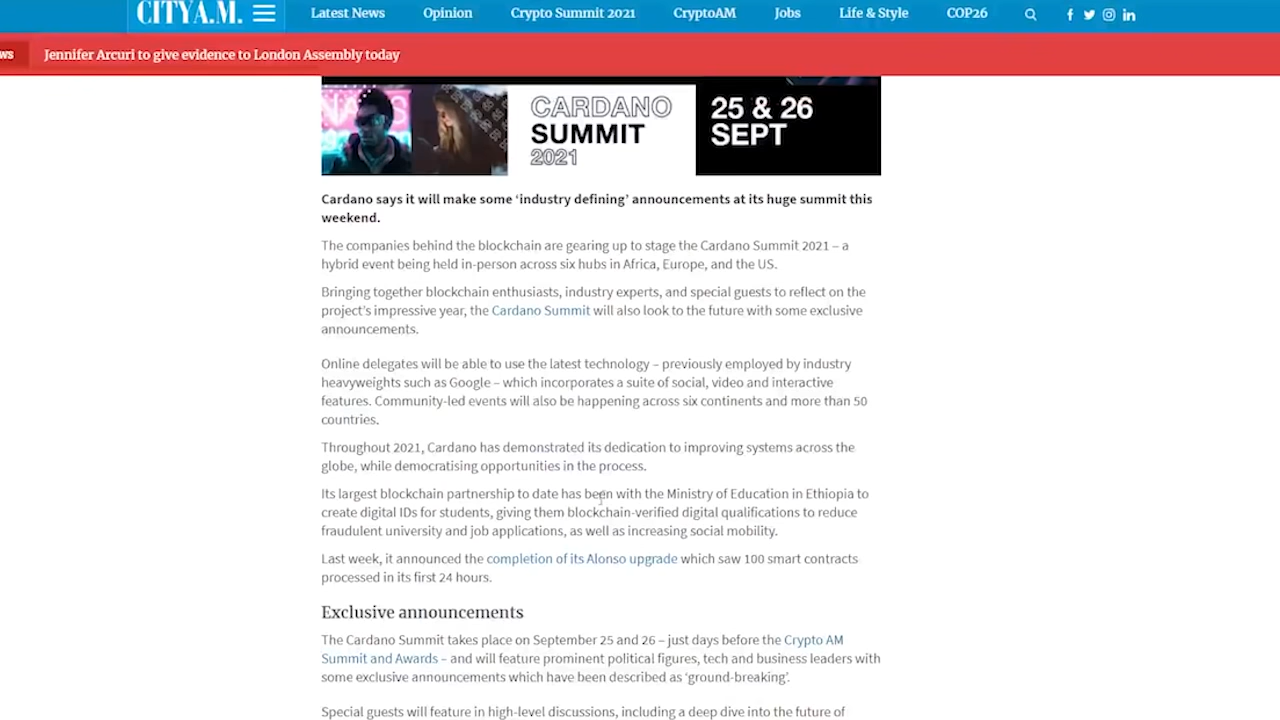 CITYA.M.
Latest News
Opinion
Crypto Summit 2021
CryptoAM
Jobs
Life & Style
COP26
Jennifer Arcuri to give evidence to London Assembly today
CARDANO
SUMMIT
2021
25 & 26
SEPT
Cardano says it will make some ‘industry defining’ announcements at its huge summit this
weekend.
The companies behind the blockchain are gearing up to stage the Cardano Summit 2021 – a
hybrid event being held in-person across six hubs in Africa, Europe, and the US.
Bringing together blockchain enthusiasts, industry experts, and special guests to reflect on the
project’s impressive year, the Cardano Summit will also look to the future with some exclusive
announcements.
Online delegates will be able to use the latest technology – previously employed by industry
heavyweights such as Google – which incorporates a suite of social, video and interactive
features. Community-led events will also be happening across six continents and more than 50
countries.
Throughout 2021, Cardano has demonstrated its dedication to improving systems across the
globe, while democratising opportunities in the process.
Its largest blockchain partnership to date has been with the Ministry of Education in Ethiopia to
create digital IDs for students, giving them blockchain-verified digital qualifications to reduce
fraudulent university and job applications, as well as increasing social mobility.
Last week, it announced the completion of its Alonso upgrade which saw 100 smart contracts
processed in its first 24 hours.
Exclusive announcements
The Cardano Summit takes place on September 25 and 26 – just days before the Crypto AM
Summit and Awards – and will feature prominent political figures, tech and business leaders with
some exclusive announcements which have been described as ‘ground-breaking’.
Special guests will feature in high-level discussions, including a deep dive into the future of